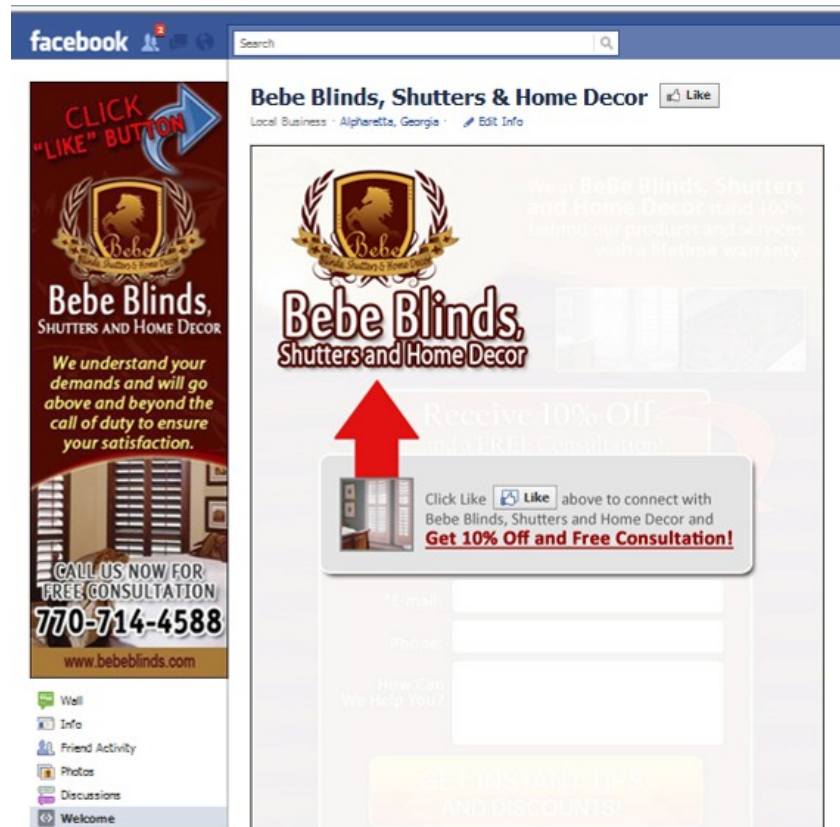 facebook
2
Search
Bebe Blinds, Shutters & Home Decor
Like
Local Business · Alpharetta, Georgia · Edit Info
CLICK
"LIKE" BUTTON
Bebe
Blinds, Shutters & Home Decor
Bebe Blinds,
SHUTTERS AND HOME DECOR
We understand your
demands and will go
above and beyond the
call of duty to ensure
your satisfaction.
CALL US NOW FOR
FREE CONSULTATION
770-714-4588
www.bebeblinds.com
Wall
Info
Friend Activity
Photos
Discussions
Welcome
Bebe
Blinds, Shutters & Home Decor
Bebe Blinds,
Shutters and Home Decor
We at BeBe Blinds, Shutters
and Home Decor stand 100%
behind our products and services
with a lifetime warranty.
Receive 10% Off
and a FREE Consultation!
Click Like Like above to connect with
Bebe Blinds, Shutters and Home Decor and
Get 10% Off and Free Consultation!
*E-mail:
Phone:
How Can
We Help You?
GET INSTANT TIPS
AND DISCOUNTS!